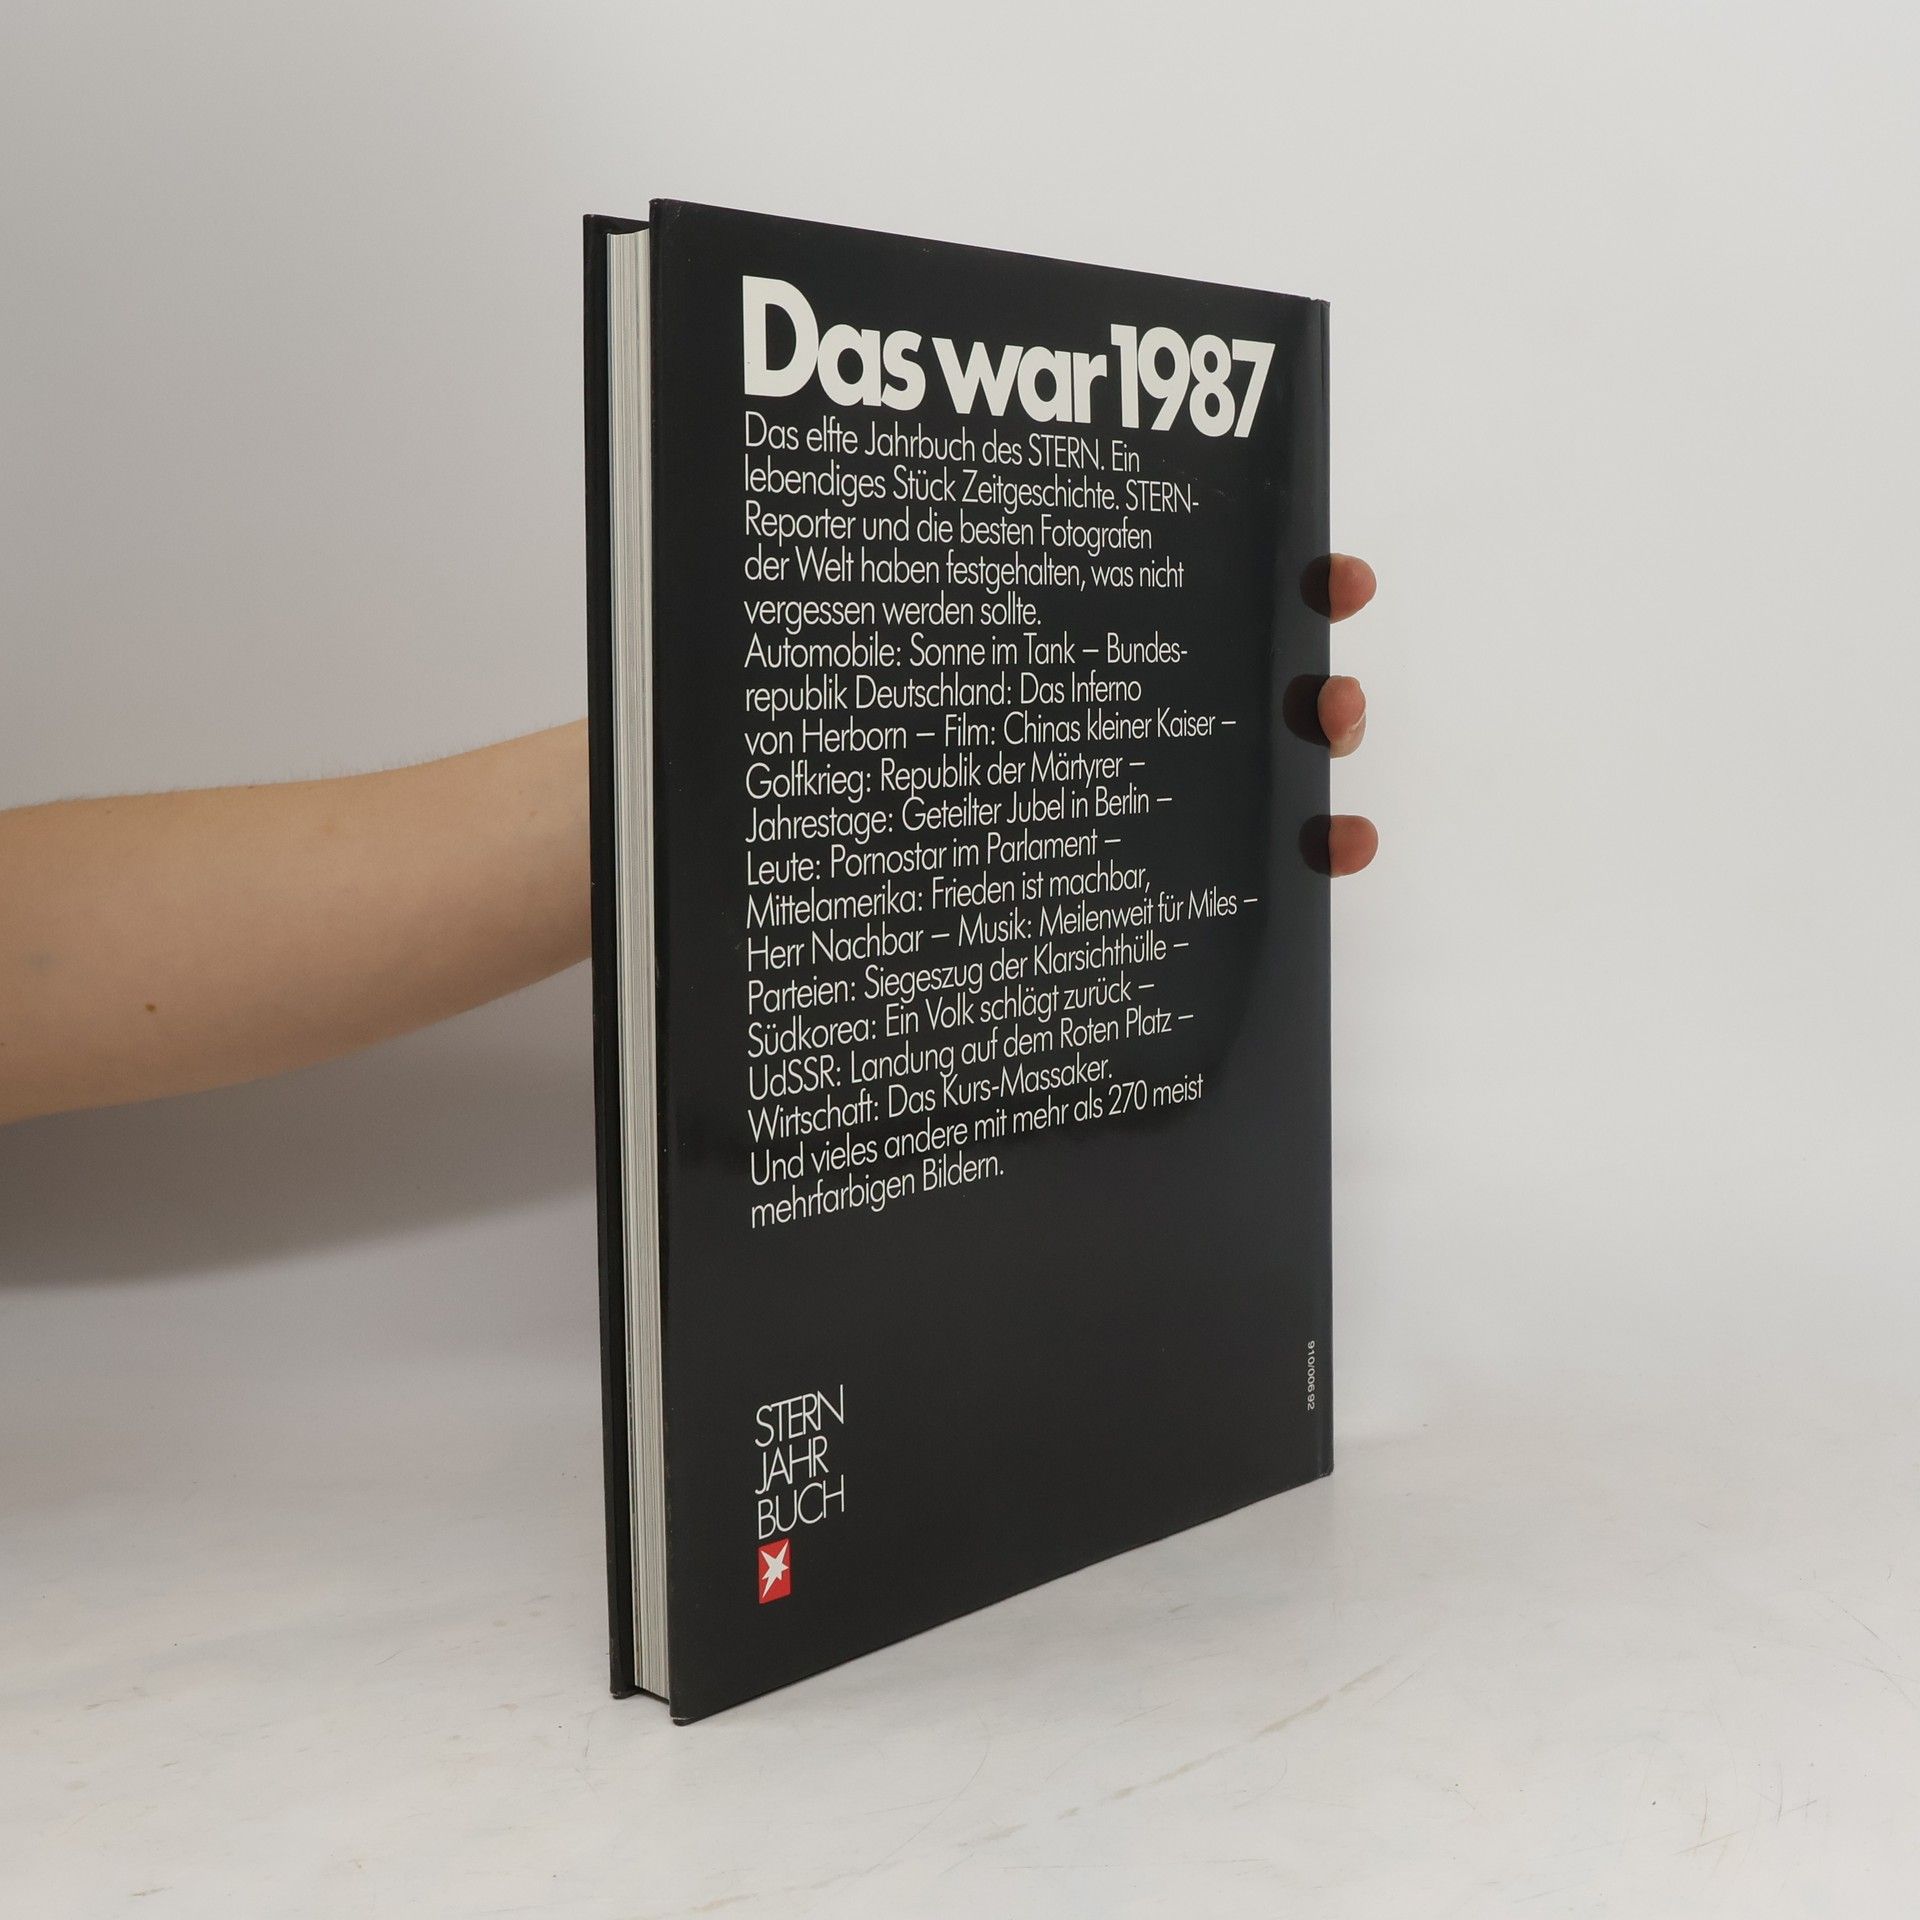 Das war 1987
Das elfte Jahrbuch des STERN. Ein
lebendiges Stück Zeitgeschichte. STERN-
Reporter und die besten Fotografen
der Welt haben festgehalten, was nicht
vergessen werden sollte.
Automobile: Sonne im Tank – Bundes-
republik Deutschland: Das Inferno
von Herborn – Film: Chinas kleiner Kaiser –
Golfkrieg: Republik der Märtyrer –
Jahrestage: Geteilter Jubel in Berlin –
Leute: Pornostar im Parlament –
Mittelamerika: Frieden ist machbar,
Herr Nachbar – Musik: Meilenweit für Miles –
Parteien: Siegeszug der Klarsichthülle –
Südkorea: Ein Volk schlägt zurück –
UdSSR: Landung auf dem Roten Platz –
Wirtschaft: Das Kurs-Massaker.
Und vieles andere mit mehr als 270 meist
mehrfarbigen Bildern.
STERN
JAHR
BUCH
910/00692